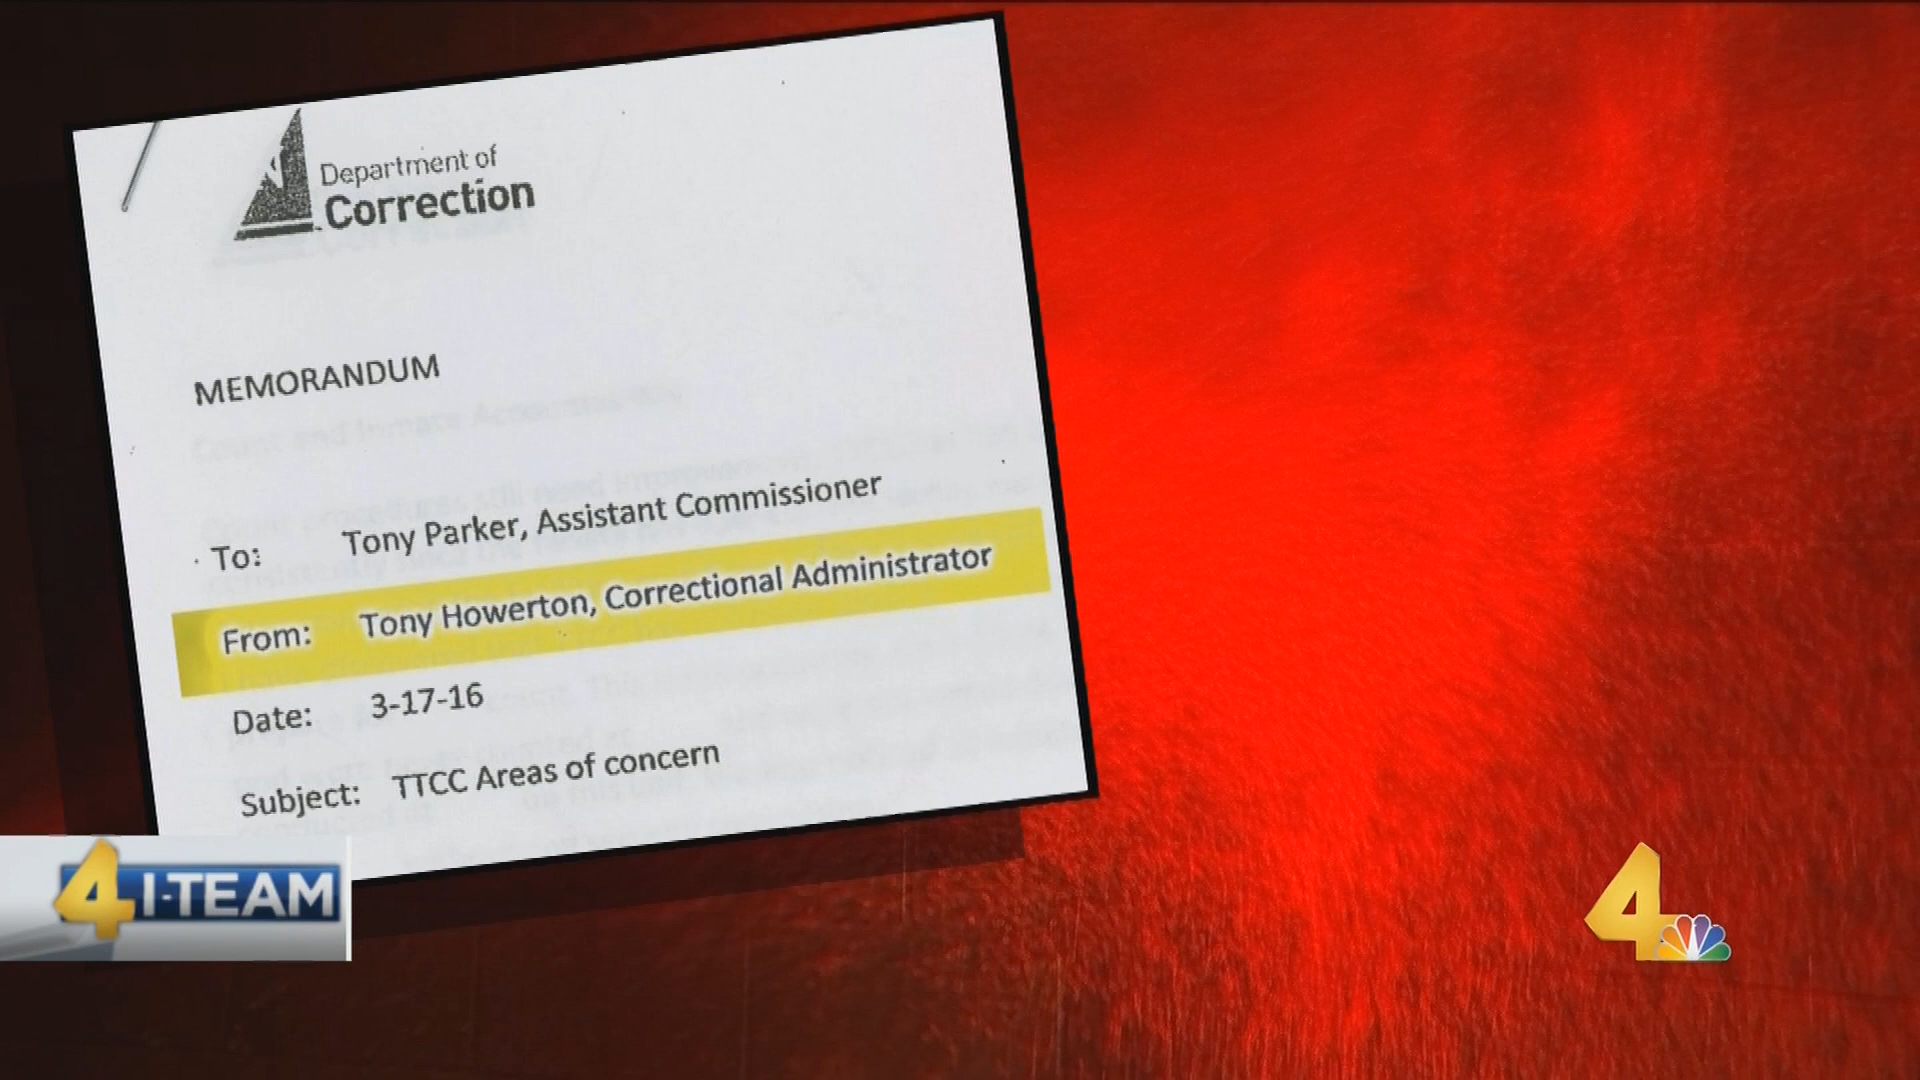 Department of
Correction
MEMORANDUM
To: Tony Parker, Assistant Commissioner
From: Tony Howerton, Correctional Administrator
Date: 3-17-16
Subject: TTCC Areas of concern
4 I-TEAM
4